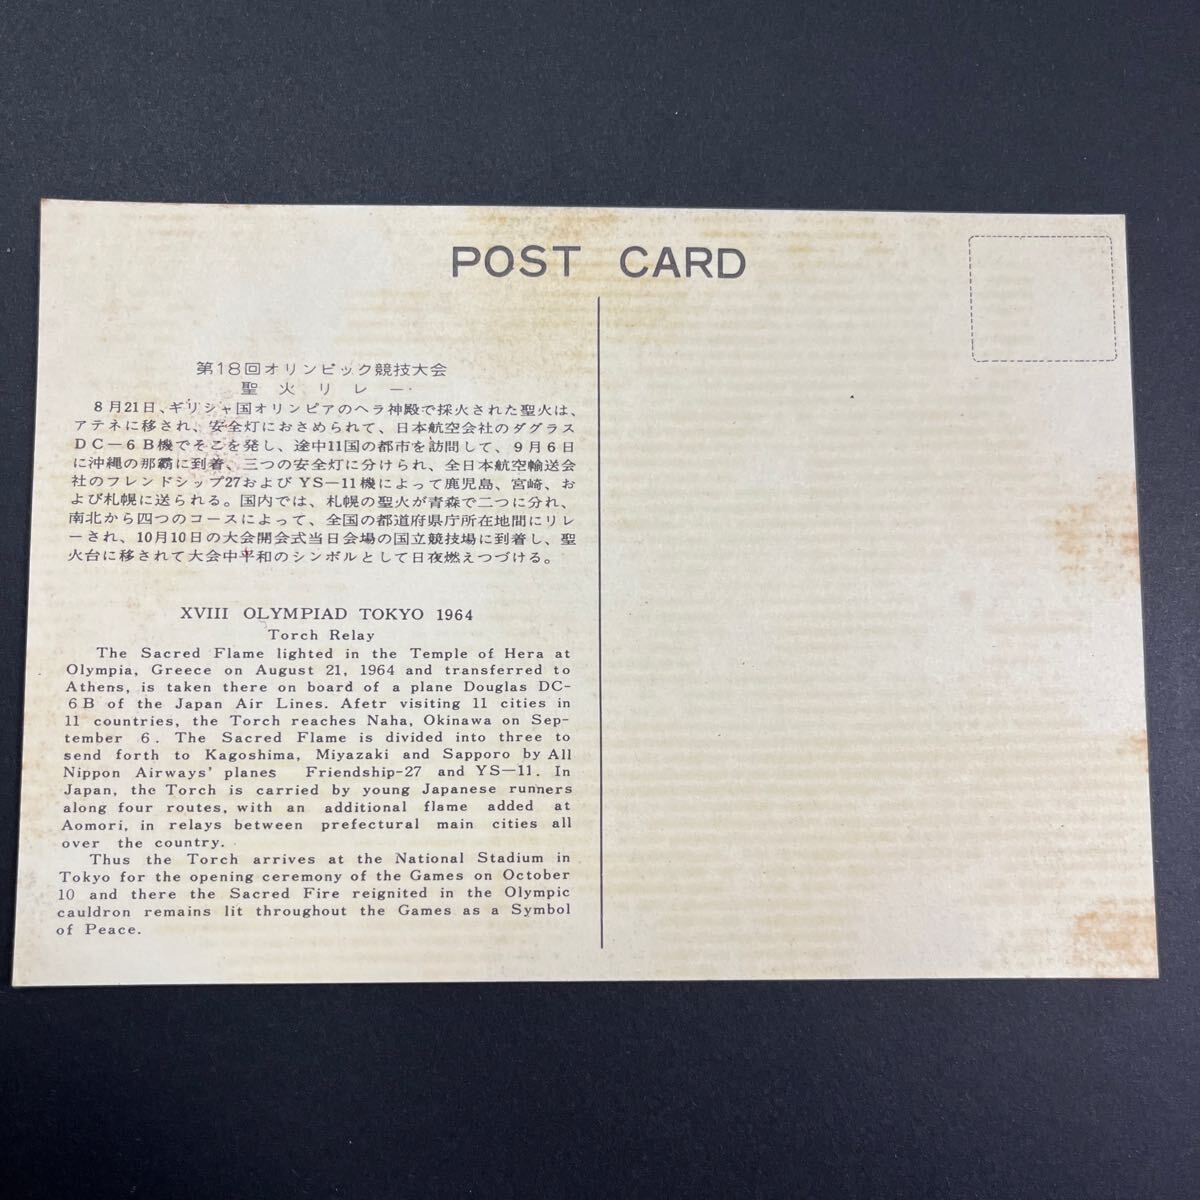 POST CARD
第18回オリンピック競技大会
聖火リレー
8月21日、ギリシャ国オリンピアのヘラ神殿で採火された聖火は、
アテネに移され、安全灯におさめられて、日本航空会社のダグラス
DC—6B機でそこを発し、途中11国の都市を訪問して、9月6日
に沖縄の那覇に到着、三つの安全灯に分けられ、全日本航空輸送会
社のフレンドシップ27およびYS—11機によって鹿児島、宮崎、お
よび札幌に送られる。国内では、札幌の聖火が青森で二つに分れ、
南北から四つのコースによって、全国の都道府県庁所在地間にリレ
ーされ、10月10日の大会開会式当日会場の国立競技場に到着し、聖
火台に移されて大会中平和のシンボルとして日夜燃えつづける。
XVIII OLYMPIAD TOKYO 1964
Torch Relay
The Sacred Flame lighted in the Temple of Hera at
Olympia, Greece on August 21, 1964 and transferred to
Athens, is taken there on board of a plane Douglas DC-
6B of the Japan Air Lines. Afetr visiting 11 cities in
11 countries, the Torch reaches Naha, Okinawa on Sep-
tember 6. The Sacred Flame is divided into three to
send forth to Kagoshima, Miyazaki and Sapporo by All
Nippon Airways' planes Friendship-27 and YS—11. In
Japan, the Torch is carried by young Japanese runners
along four routes, with an additional flame added at
Aomori, in relays between prefectural main cities all
over the country.
Thus the Torch arrives at the National Stadium in
Tokyo for the opening ceremony of the Games on October
10 and there the Sacred Fire reignited in the Olympic
cauldron remains lit throughout the Games as a Symbol
of Peace.